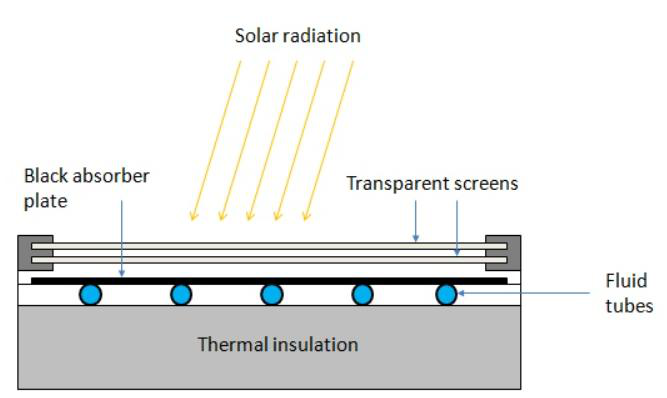 Solar radiation
Black absorber
plate
Transparent screens
Fluid
tubes
Thermal insulation